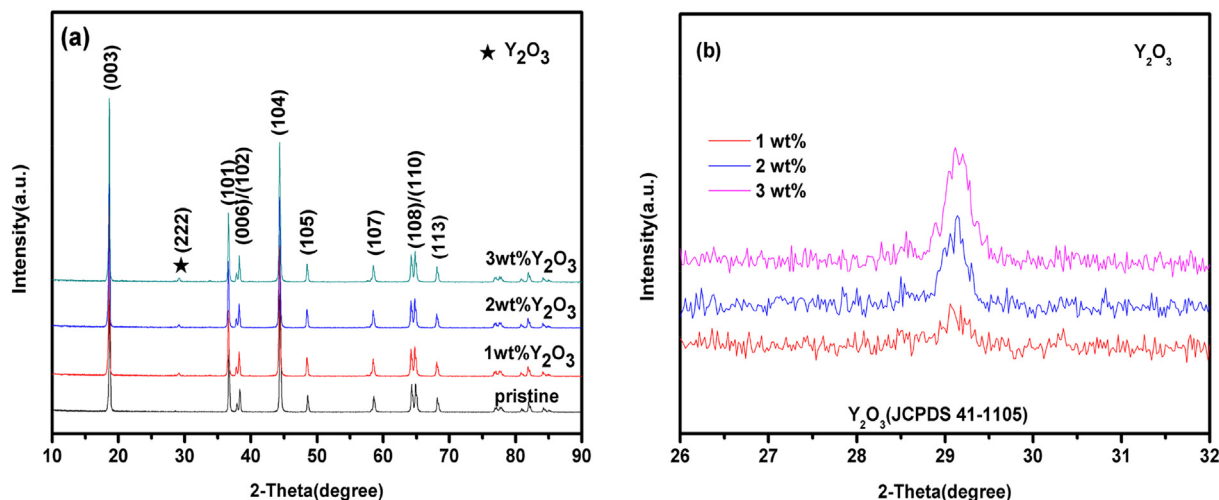 (a)
★ Y₂O₃
(003)
(222)
★
(101)
(006)/(102)
(104)
(105)
(107)
(108)/(110)
(113)
3wt%Y₂O₃
2wt%Y₂O₃
1wt%Y₂O₃
pristine
Intensity(a.u.)
10 20 30 40 50 60 70 80 90
2-Theta(degree)
(b)
Y₂O₃
1 wt%
2 wt%
3 wt%
Y₂O₃(JCPDS 41-1105)
Intensity(a.u.)
26 27 28 29 30 31 32
2-Theta(degree)